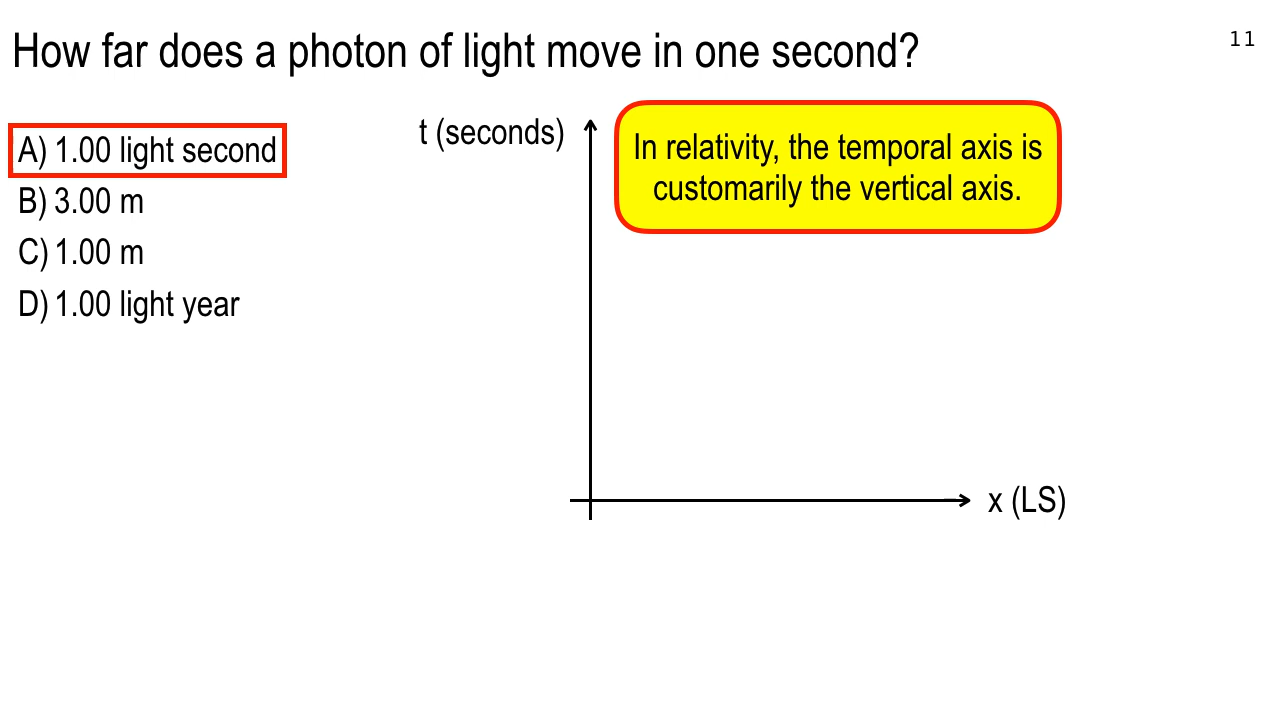 How far does a photon of light move in one second?
11
A) 1.00 light second
B) 3.00 m
C) 1.00 m
D) 1.00 light year
t (seconds)
In relativity, the temporal axis is
customarily the vertical axis.
x (LS)